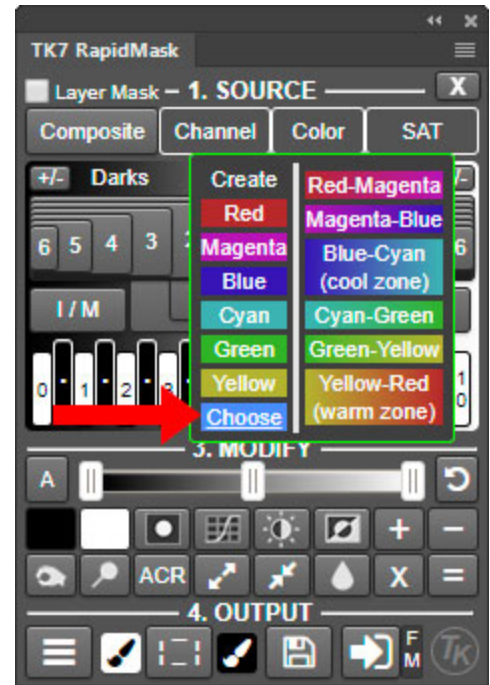 TK7 RapidMask
Layer Mask 1. SOURCE X
Composite Channel Color SAT
+/- Darks
6 5 4 3
I / M
0 1 2 3 10
Create
Red
Magenta
Blue
Cyan
Green
Yellow
Choose
Red-Magenta
Magenta-Blue
Blue-Cyan
(cool zone)
Cyan-Green
Green-Yellow
Yellow-Red
(warm zone)
6
3. MODIFY
A
+ −
ACR X =
4. OUTPUT
F
M
TK